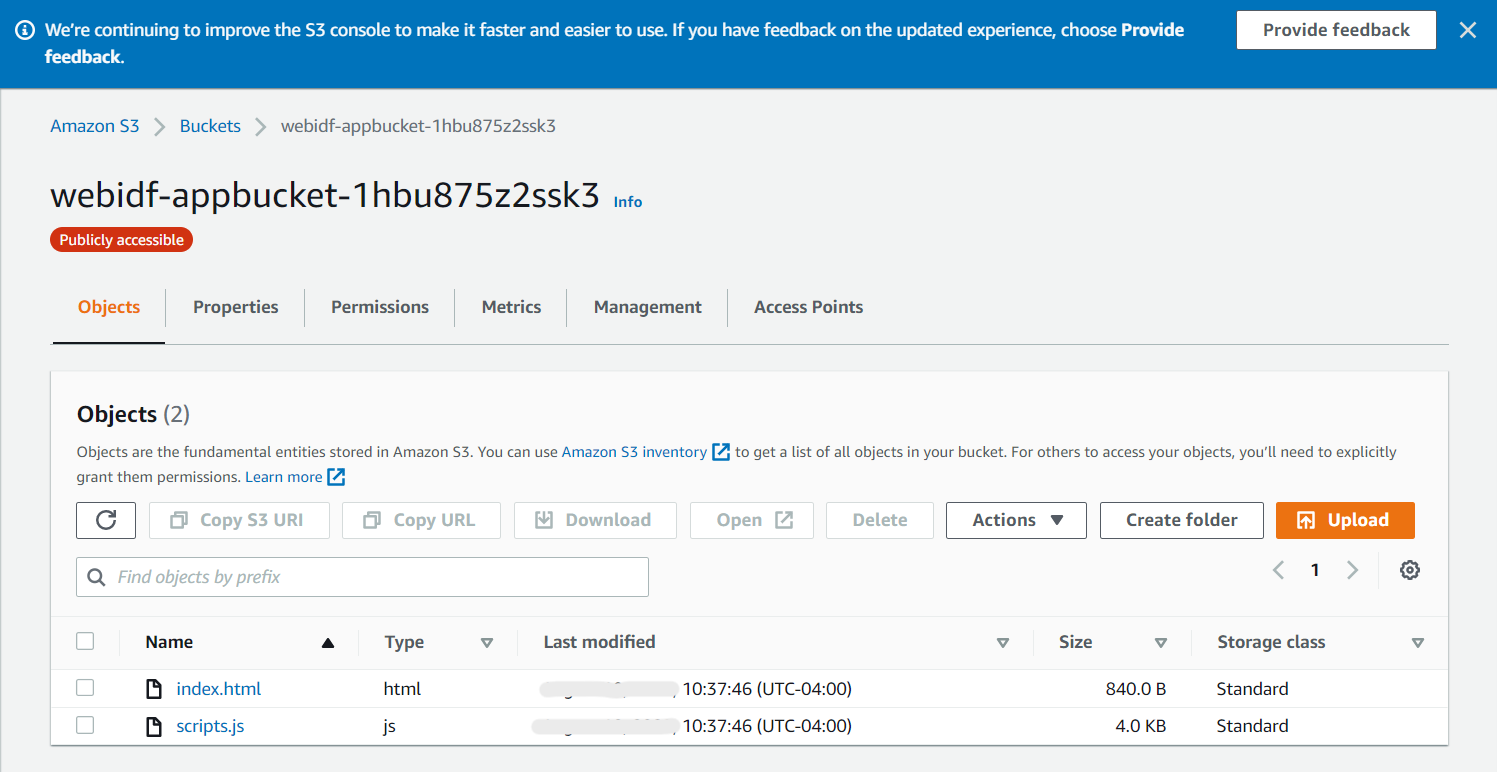 We're continuing to improve the S3 console to make it faster and easier to use. If you have feedback on the updated experience, choose Provide
feedback.
Provide feedback
Amazon S3 Buckets webidf-appbucket-1hbu875z2ssk3
webidf-appbucket-1hbu875z2ssk3 Info
Publicly accessible
Objects Properties Permissions Metrics Management Access Points
Objects (2)
Objects are the fundamental entities stored in Amazon S3. You can use Amazon S3 inventory to get a list of all objects in your bucket. For others to access your objects, you'll need to explicitly
grant them permissions. Learn more
Copy S3 URI Copy URL Download Open Delete Actions Create folder Upload
Find objects by prefix 1
Name Type Last modified Size Storage class
index.html html 10:37:46 (UTC-04:00) 840.0 B Standard
scripts.js js 10:37:46 (UTC-04:00) 4.0 KB Standard